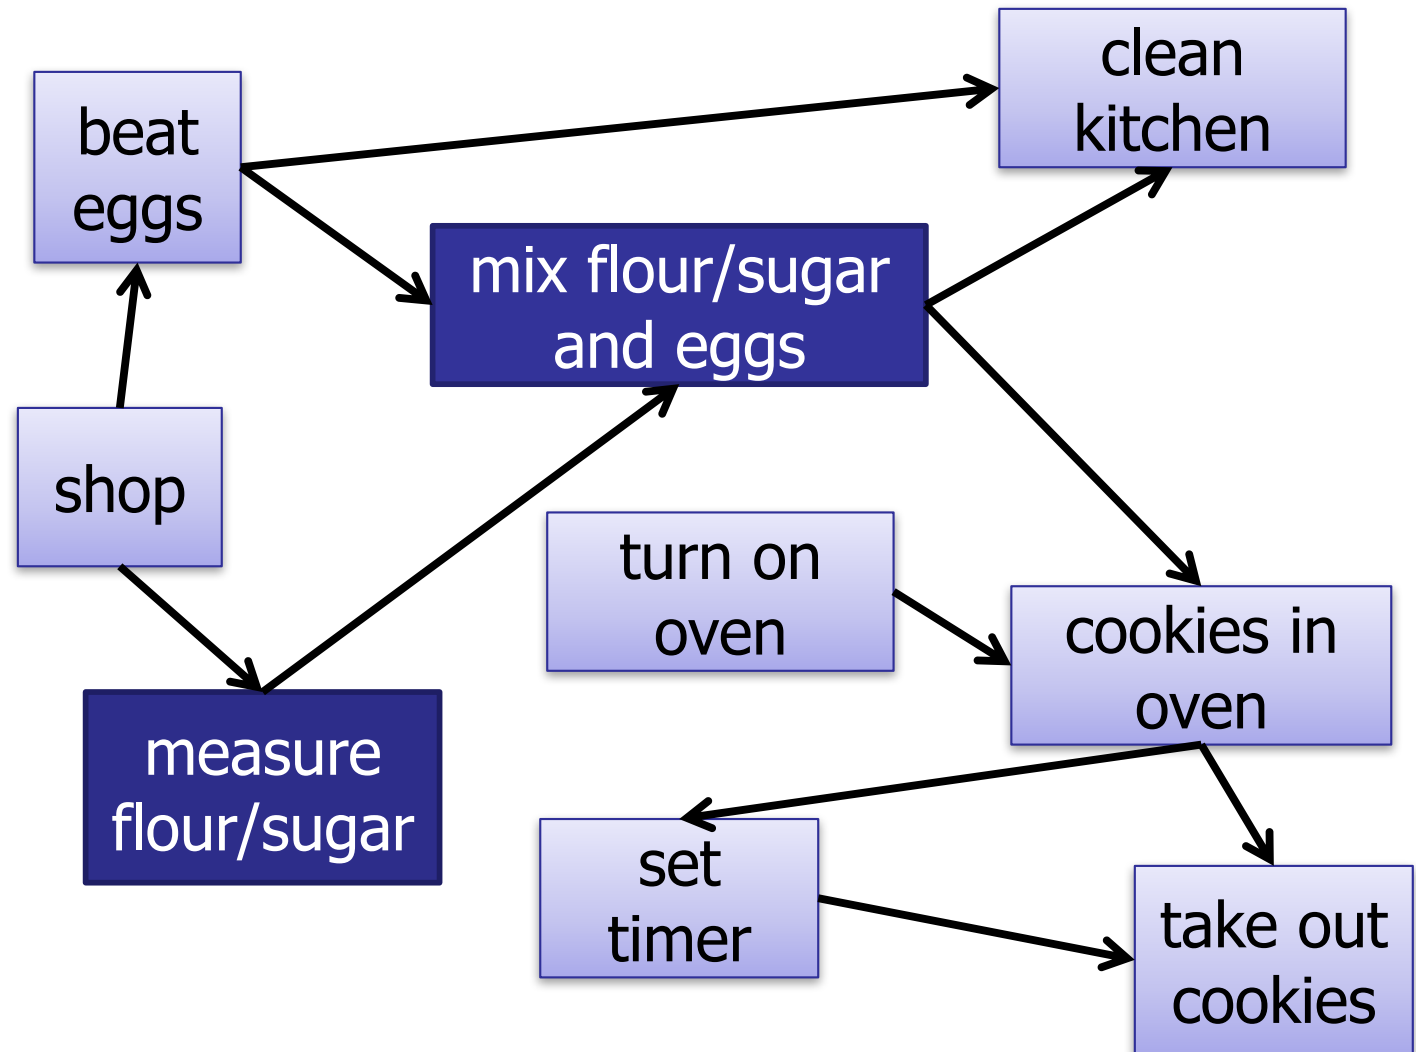 clean
kitchen
beat
eggs
mix flour/sugar
and eggs
shop
turn on
oven
cookies in
oven
measure
flour/sugar
set
timer
take out
cookies